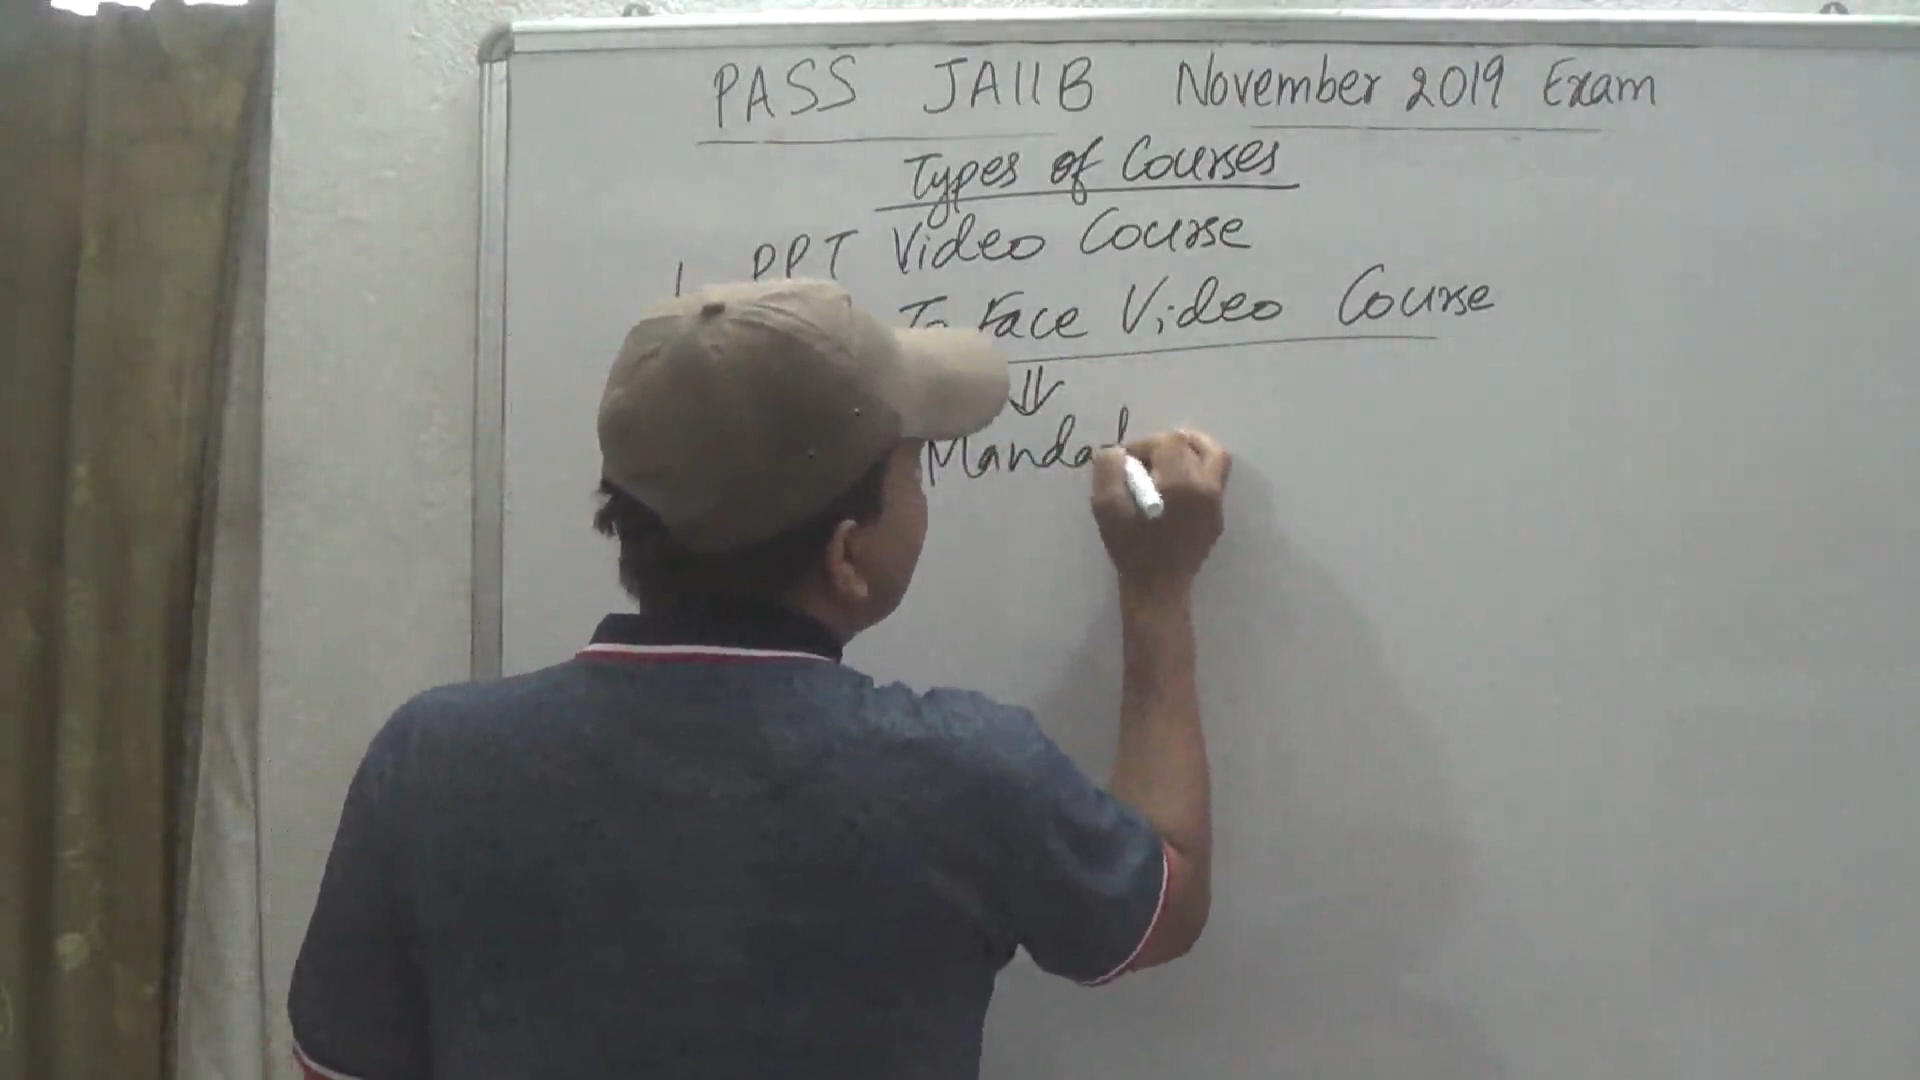 PASS JAIIB November 2019 Exam
Types of Courses
1 PPT Video Course
To Face Video Course
⇓
Mandat